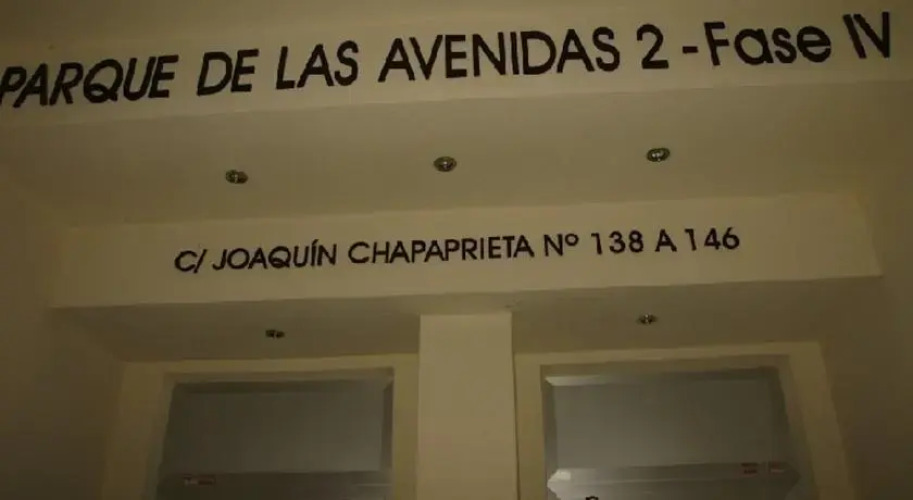 PARQUE DE LAS AVENIDAS 2 - Fase IV
C/ JOAQUÍN CHAPAPRIETA Nº 138 A 146